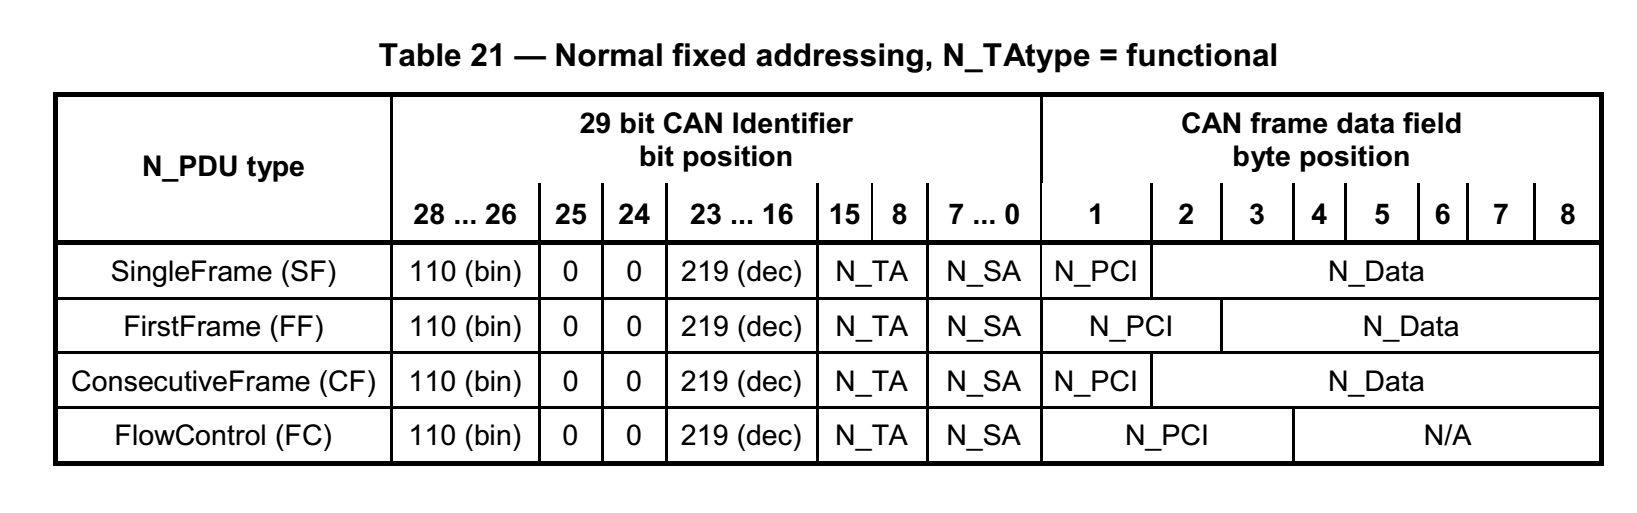 Table 21 — Normal fixed addressing, N_TAtype = functional
N_PDU type
29 bit CAN Identifier
bit position
CAN frame data field
byte position
28 ... 26 25 24 23 ... 16 15 8 7 ... 0 1 2 3 4 5 6 7 8
SingleFrame (SF) 110 (bin) 0 0 219 (dec) N_TA N_SA N_PCI N_Data
FirstFrame (FF) 110 (bin) 0 0 219 (dec) N_TA N_SA N_PCI N_Data
ConsecutiveFrame (CF) 110 (bin) 0 0 219 (dec) N_TA N_SA N_PCI N_Data
FlowControl (FC) 110 (bin) 0 0 219 (dec) N_TA N_SA N_PCI N/A